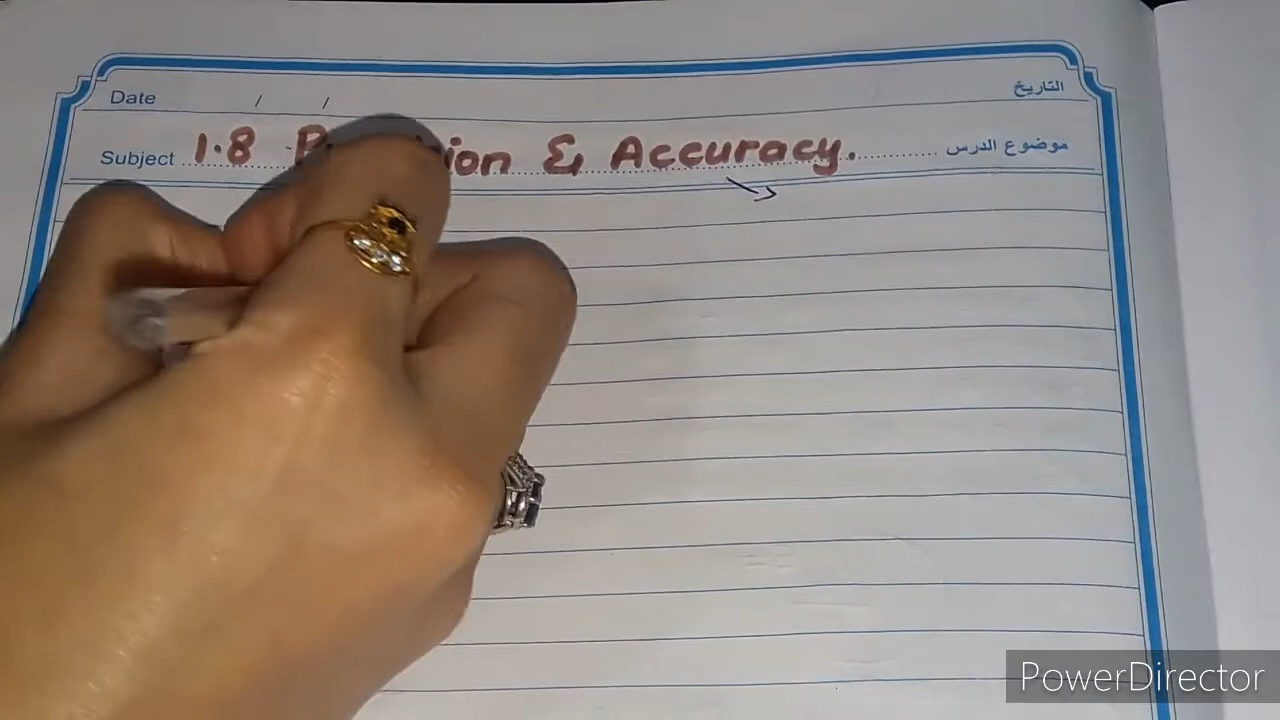 Date / / التاريخ
Subject 1.8 & Accuracy. موضوع الدرس
PowerDirector